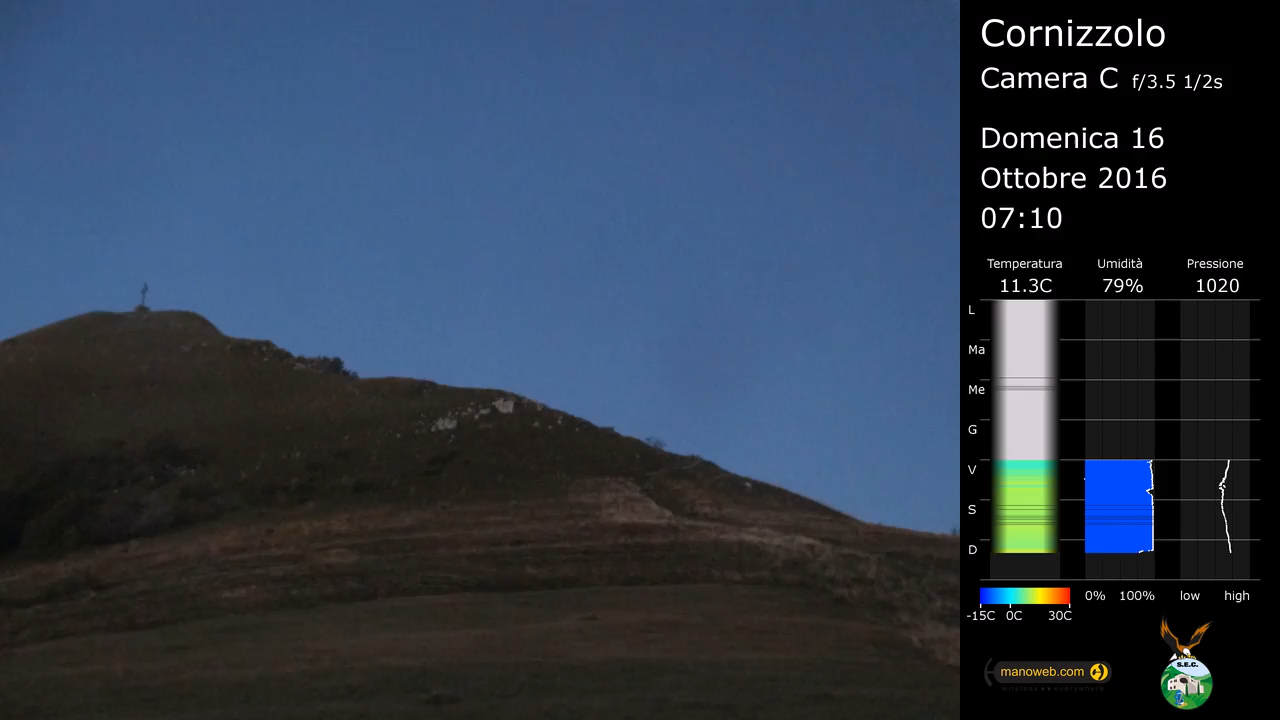 Cornizzolo
Camera C f/3.5 1/2s
Domenica 16
Ottobre 2016
07:10
Temperatura Umidità Pressione
11.3C 79% 1020
L
Ma
Me
G
V
S
D
0% 100% low high
-15C 0C 30C
manoweb.com
S.E.C.